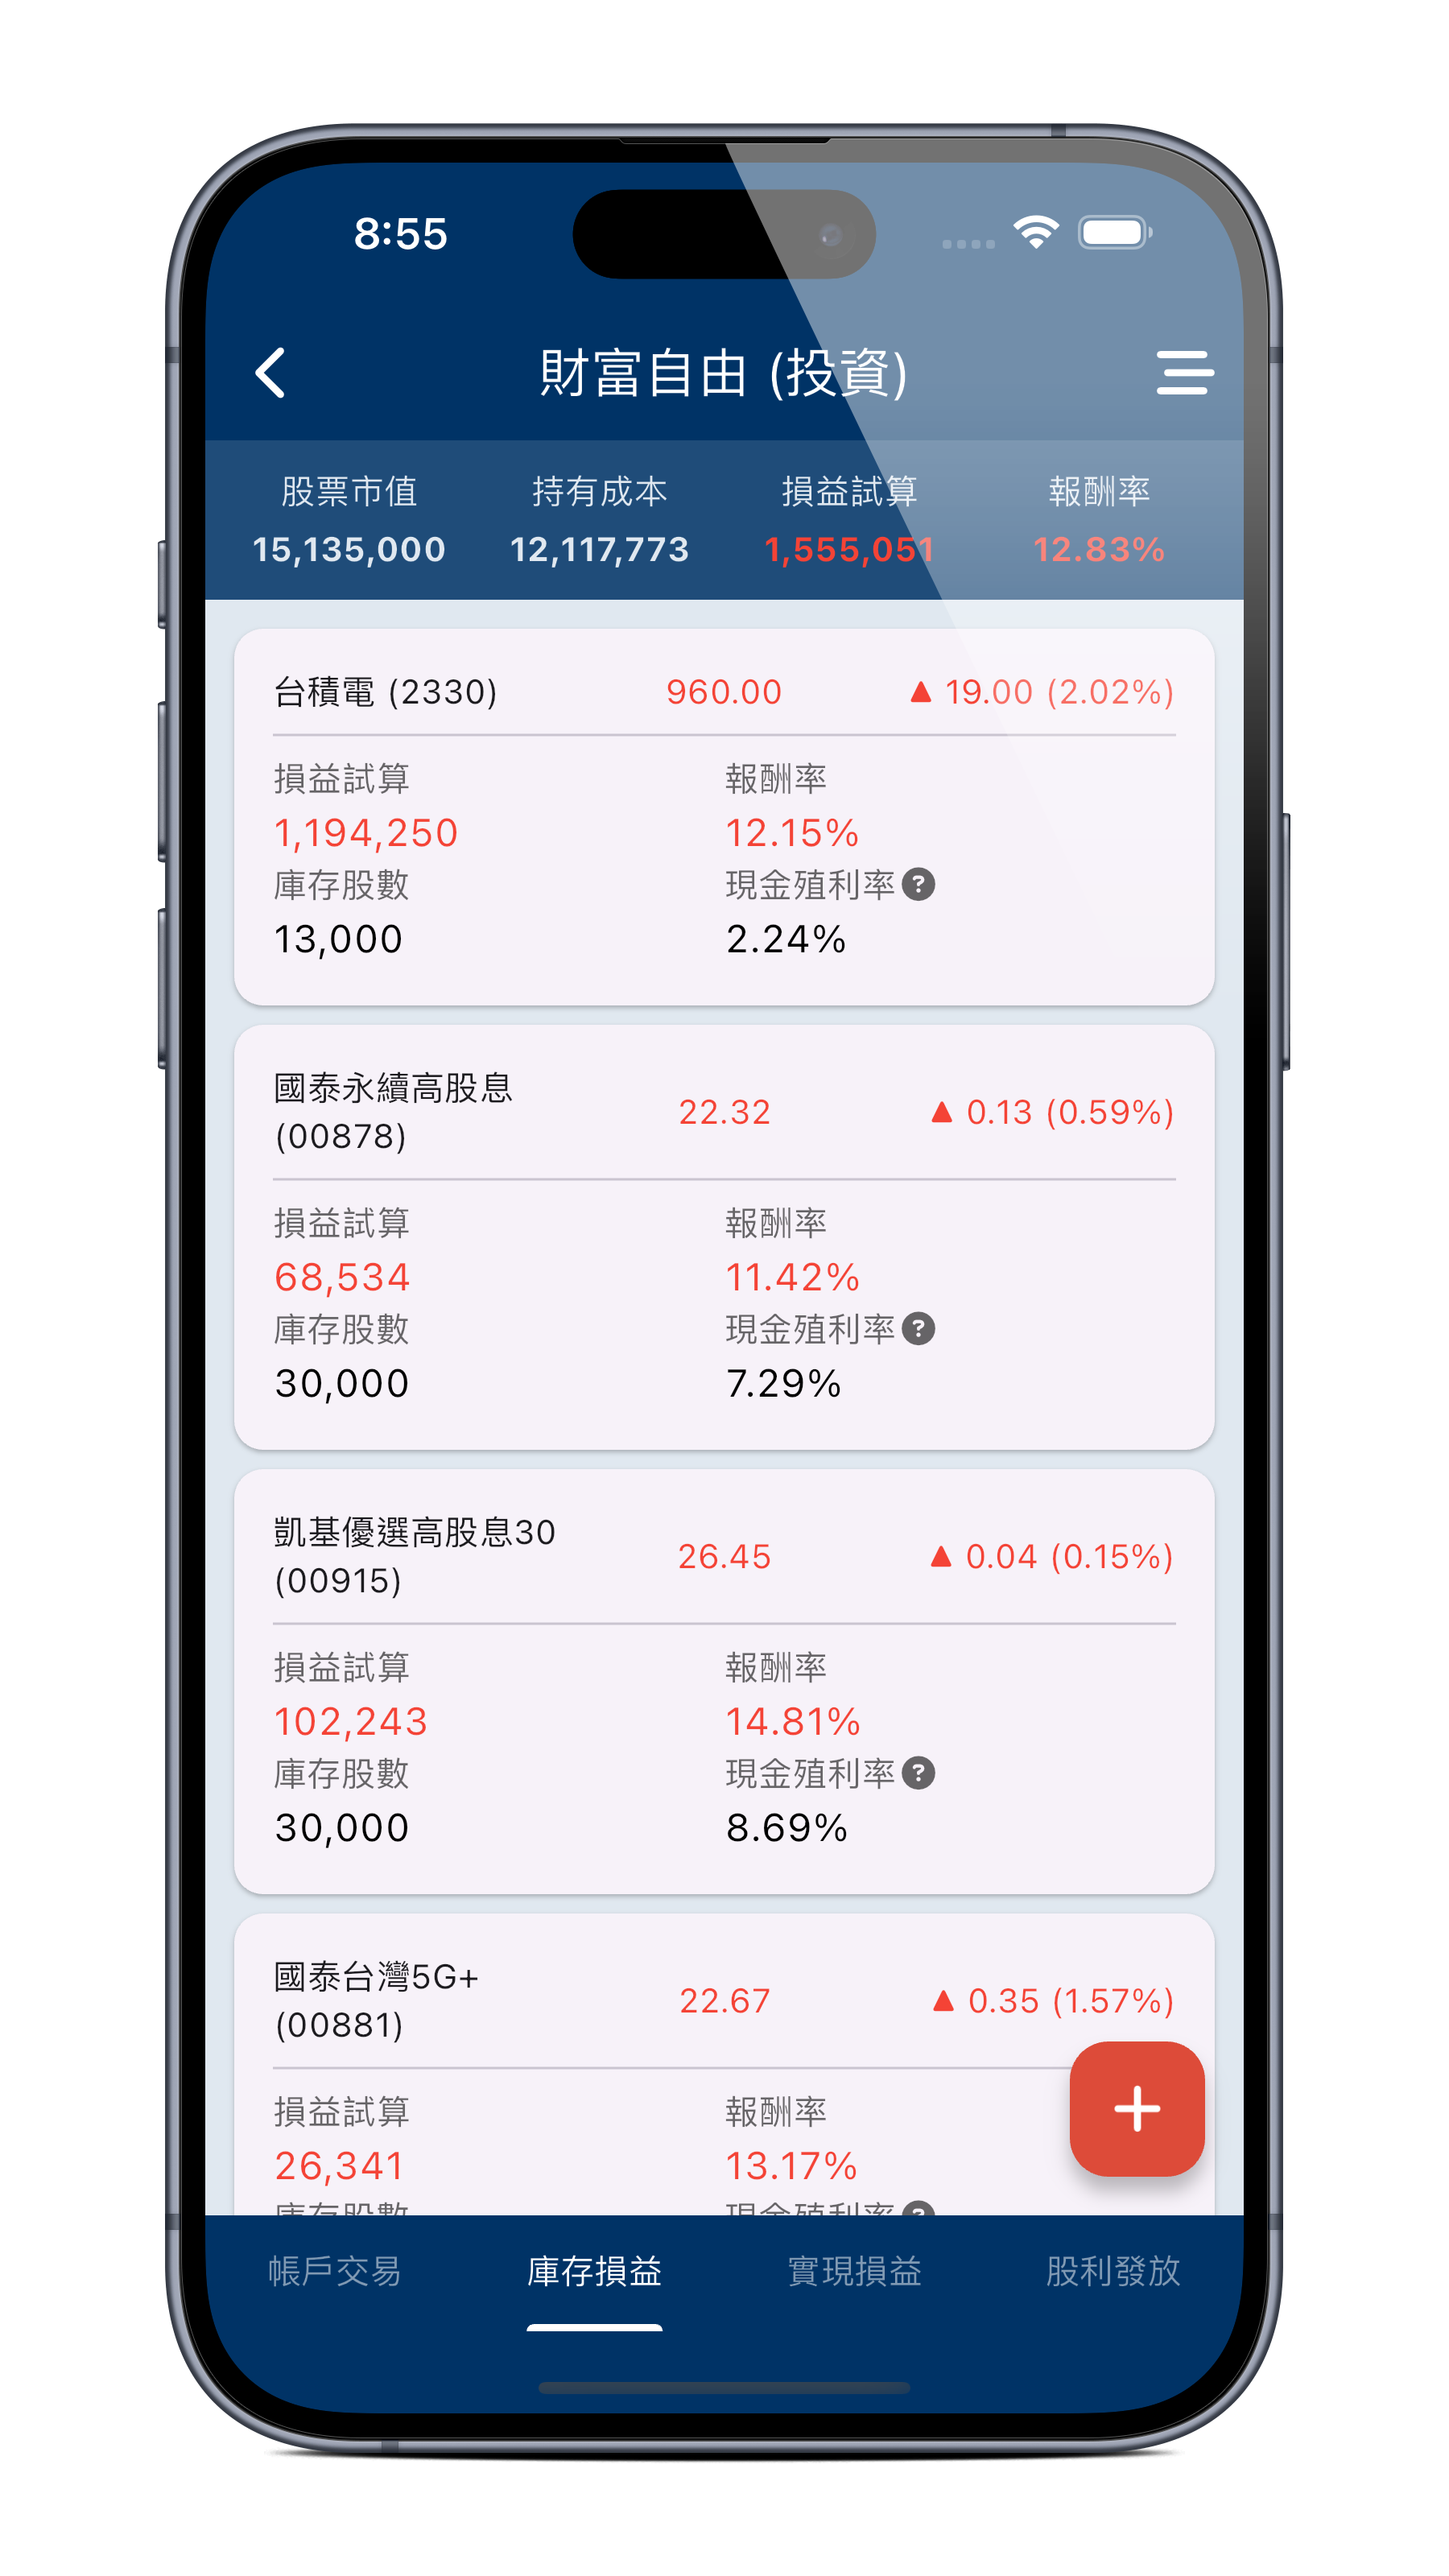 8:55
財富自由 (投資)
股票市值 持有成本 損益試算 報酬率
15,135,000 12,117,773 1,555,051 12.83%
台積電 (2330) 960.00 ▲ 19.00 (2.02%)
損益試算 報酬率
1,194,250 12.15%
庫存股數 現金殖利率 ?
13,000 2.24%
國泰永續高股息
(00878) 22.32 ▲ 0.13 (0.59%)
損益試算 報酬率
68,534 11.42%
庫存股數 現金殖利率 ?
30,000 7.29%
凱基優選高股息30
(00915) 26.45 ▲ 0.04 (0.15%)
損益試算 報酬率
102,243 14.81%
庫存股數 現金殖利率 ?
30,000 8.69%
國泰台灣5G+
(00881) 22.67 ▲ 0.35 (1.57%)
損益試算 報酬率
26,341 13.17%
庫存股數 現金殖利率 ?
帳戶交易 庫存損益 實現損益 股利發放